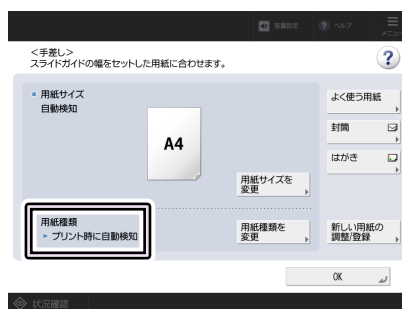 音量設定
ヘルプ
メニュー
<手差し>
スライドガイドの幅をセットした用紙に合わせます。
用紙サイズ
自動検知
A4
用紙サイズを
変更
用紙種類
プリント時に自動検知
用紙種類を
変更
よく使う用紙
封筒
はがき
新しい用紙の
調整/登録
OK
状況確認